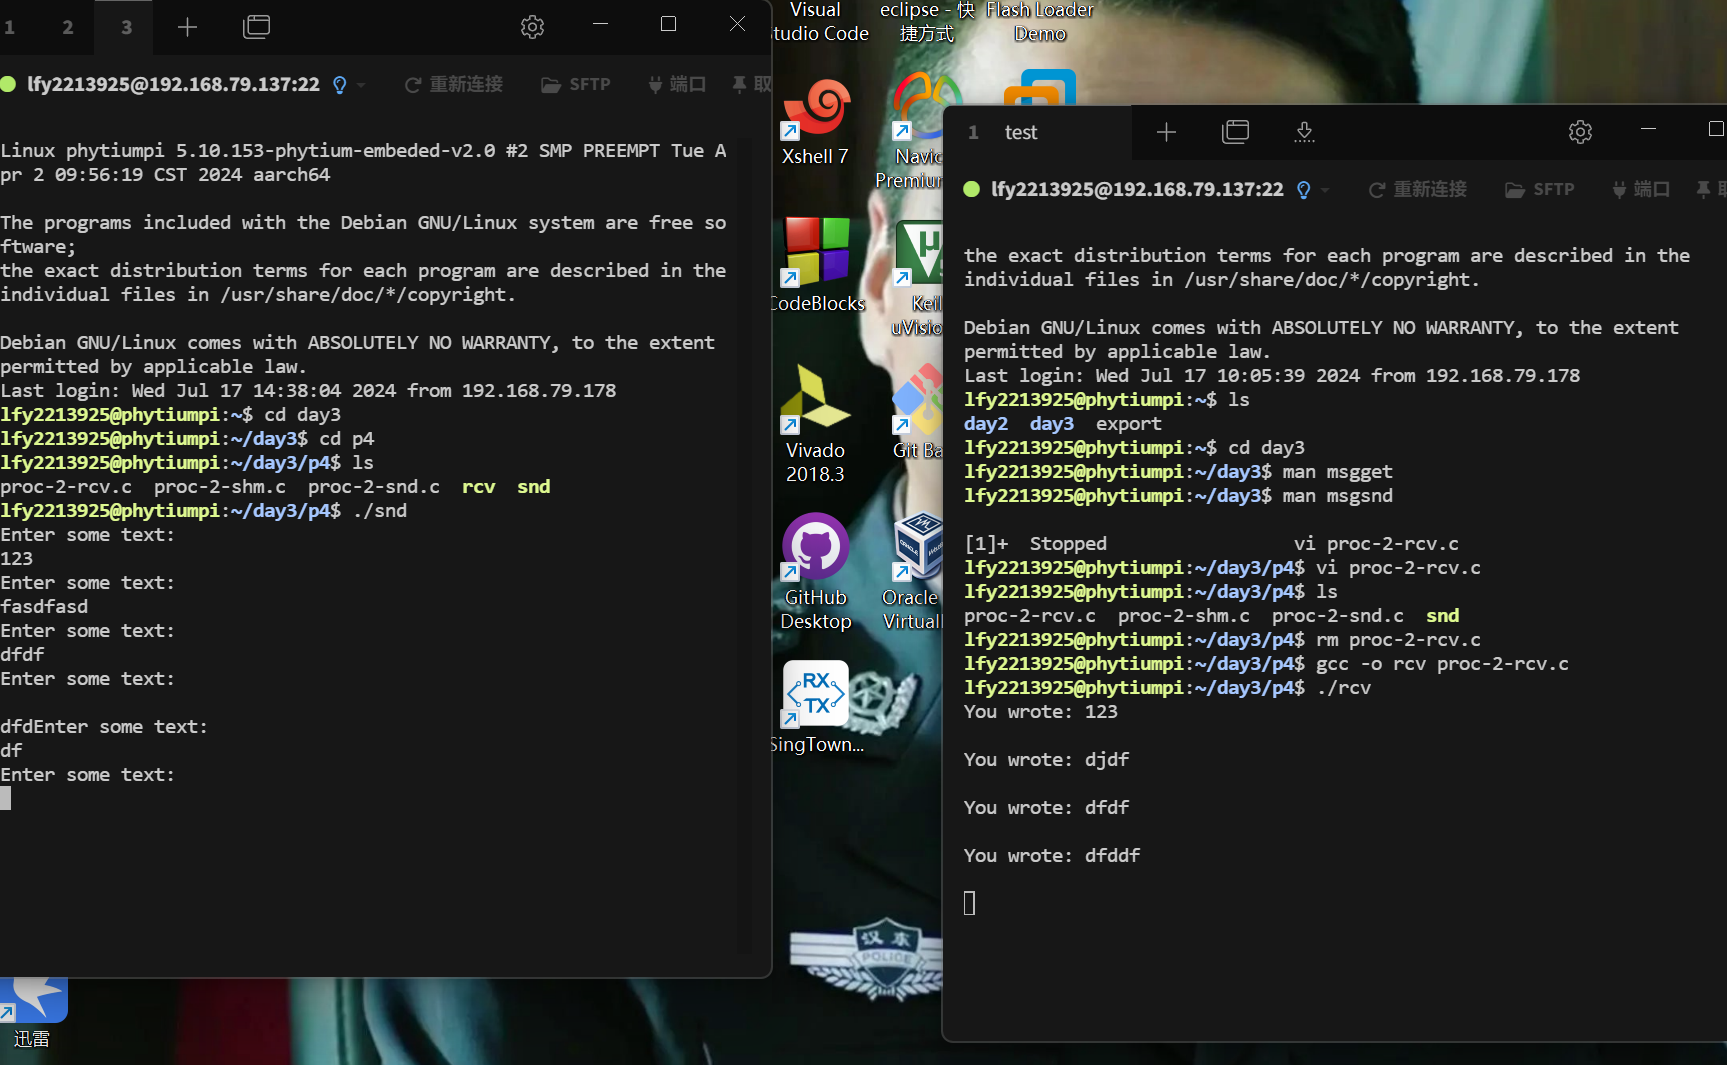 1 2 3
lfy2213925@192.168.79.137:22 重新连接 SFTP 端口 取
Linux phytiumpi 5.10.153-phytium-embeded-v2.0 #2 SMP PREEMPT Tue A
pr 2 09:56:19 CST 2024 aarch64
The programs included with the Debian GNU/Linux system are free so
ftware;
the exact distribution terms for each program are described in the
individual files in /usr/share/doc/*/copyright.
Debian GNU/Linux comes with ABSOLUTELY NO WARRANTY, to the extent
permitted by applicable law.
Last login: Wed Jul 17 14:38:04 2024 from 192.168.79.178
lfy2213925@phytiumpi:~$ cd day3
lfy2213925@phytiumpi:~/day3$ cd p4
lfy2213925@phytiumpi:~/day3/p4$ ls
proc-2-rcv.c  proc-2-shm.c  proc-2-snd.c  rcv  snd
lfy2213925@phytiumpi:~/day3/p4$ ./snd
Enter some text:
123
Enter some text:
fasdfasd
Enter some text:
dfdf
Enter some text:
dfdEnter some text:
df
Enter some text:
Visual
tudio Code
eclipse - 快
捷方式
Flash Loader
Demo
Xshell 7
Navic
Premium
CodeBlocks
Keil
uVisio
Vivado
2018.3
Git Ba
GitHub
Desktop
Oracle
Virtual
RX
TX
SingTown...
汉东
POLICE
迅雷
1 test
lfy2213925@192.168.79.137:22 重新连接 SFTP 端口
the exact distribution terms for each program are described in the
individual files in /usr/share/doc/*/copyright.
Debian GNU/Linux comes with ABSOLUTELY NO WARRANTY, to the extent
permitted by applicable law.
Last login: Wed Jul 17 10:05:39 2024 from 192.168.79.178
lfy2213925@phytiumpi:~$ ls
day2  day3  export
lfy2213925@phytiumpi:~$ cd day3
lfy2213925@phytiumpi:~/day3$ man msgget
lfy2213925@phytiumpi:~/day3$ man msgsnd
[1]+  Stopped                 vi proc-2-rcv.c
lfy2213925@phytiumpi:~/day3/p4$ vi proc-2-rcv.c
lfy2213925@phytiumpi:~/day3/p4$ ls
proc-2-rcv.c  proc-2-shm.c  proc-2-snd.c  snd
lfy2213925@phytiumpi:~/day3/p4$ rm proc-2-rcv.c
lfy2213925@phytiumpi:~/day3/p4$ gcc -o rcv proc-2-rcv.c
lfy2213925@phytiumpi:~/day3/p4$ ./rcv
You wrote: 123
You wrote: djdf
You wrote: dfdf
You wrote: dfddf